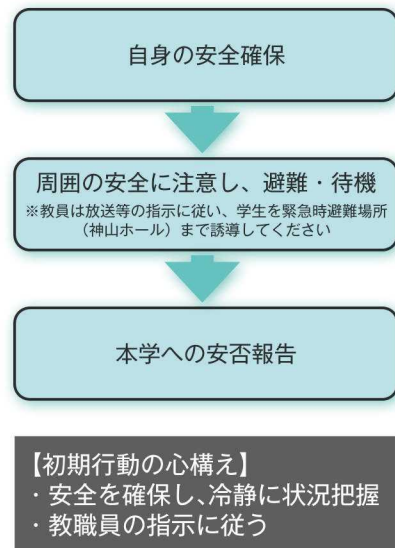 自身の安全確保
周囲の安全に注意し、避難・待機
※教員は放送等の指示に従い、学生を緊急時避難場所
（神山ホール）まで誘導してください
本学への安否報告
【初期行動の心構え】
・安全を確保し、冷静に状況把握
・教職員の指示に従う